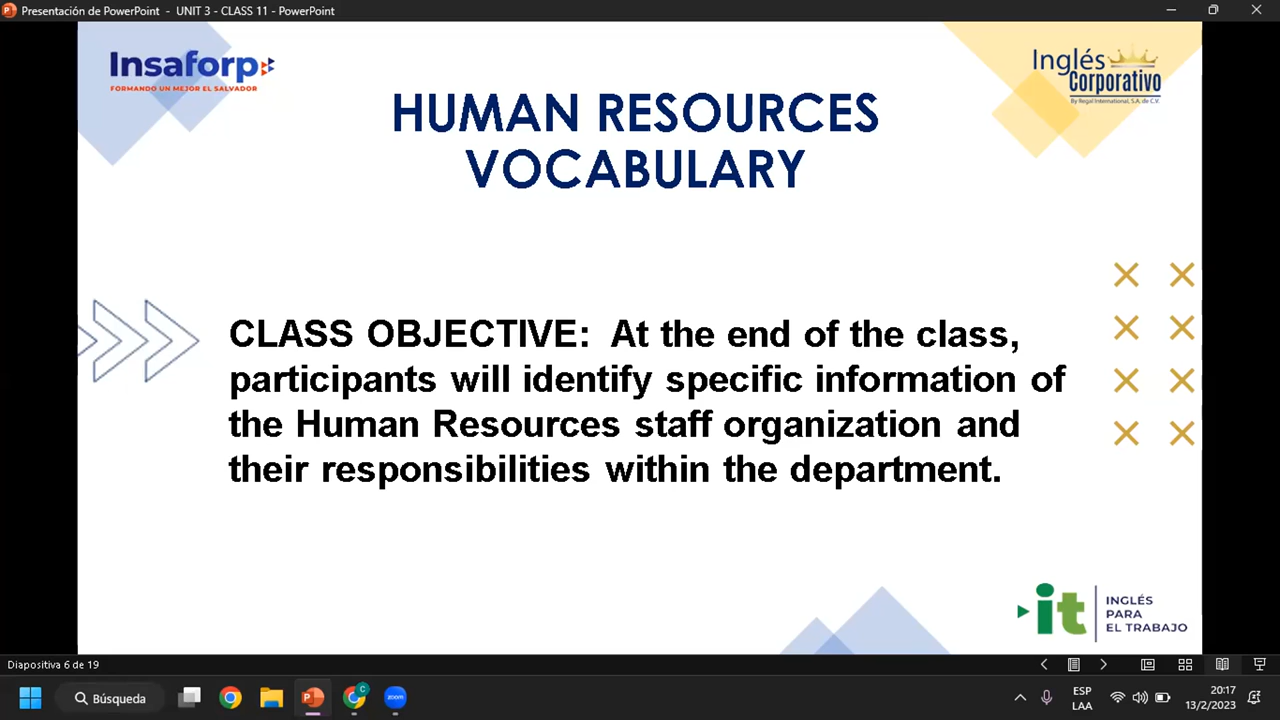 Presentación de PowerPoint - UNIT 3 - CLASS 11 - PowerPoint
Insaforp
FORMANDO UN MEJOR EL SALVADOR
Inglés
Corporativo
By Regal International, S.A. de C.V.
HUMAN RESOURCES
VOCABULARY
CLASS OBJECTIVE: At the end of the class,
participants will identify specific information of
the Human Resources staff organization and
their responsibilities within the department.
it
INGLÉS
PARA
EL TRABAJO
Diapositiva 6 de 19
Búsqueda
zoom
C
ESP
LAA
20:17
13/2/2023